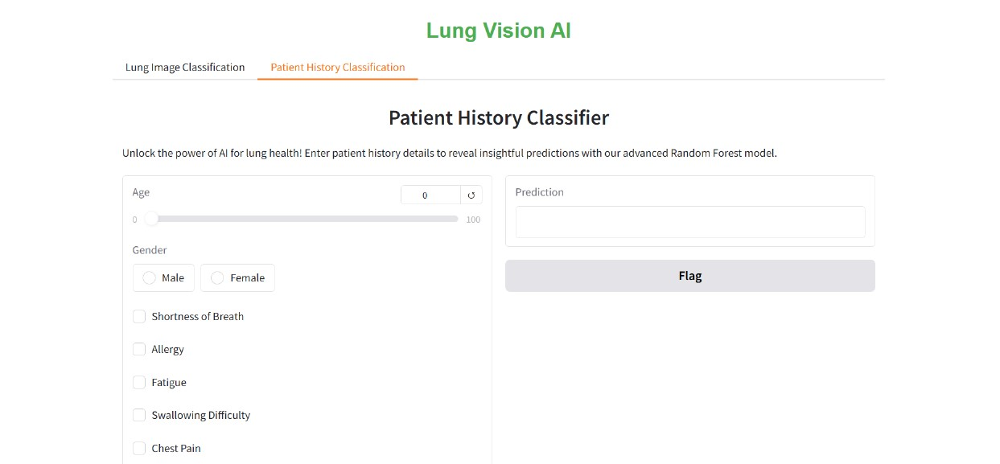 Lung Vision AI
Lung Image Classification
Patient History Classification
Patient History Classifier
Unlock the power of AI for lung health! Enter patient history details to reveal insightful predictions with our advanced Random Forest model.
Age
0
↺
0
100
Gender
Male
Female
Shortness of Breath
Allergy
Fatigue
Swallowing Difficulty
Chest Pain
Prediction
Flag